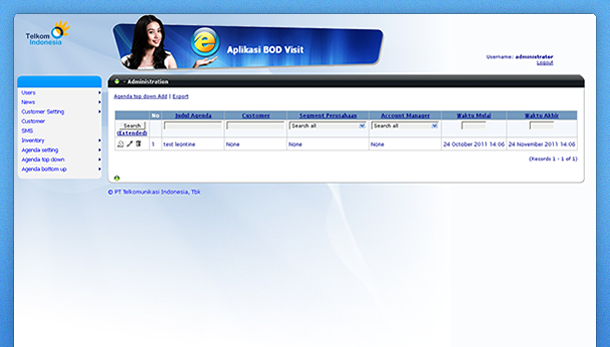 Telkom
Indonesia
Aplikasi BOD Visit
Username: administrator
Logout
Users
News
Customer Setting
Customer
SMS
Inventory
Agenda setting
Agenda top down
Agenda bottom up
- Administration
Agenda top down Add | Export
No Judul Agenda Customer Segment Perusahaan Account Manager Waktu Mulai Waktu Akhir
Search Search all Search all
(Extended)
1 test leontine None None None 24 October 2011 14:06 24 November 2011 14:06
(Records 1 - 1 of 1)
© PT Telkomunikasi Indonesia, Tbk